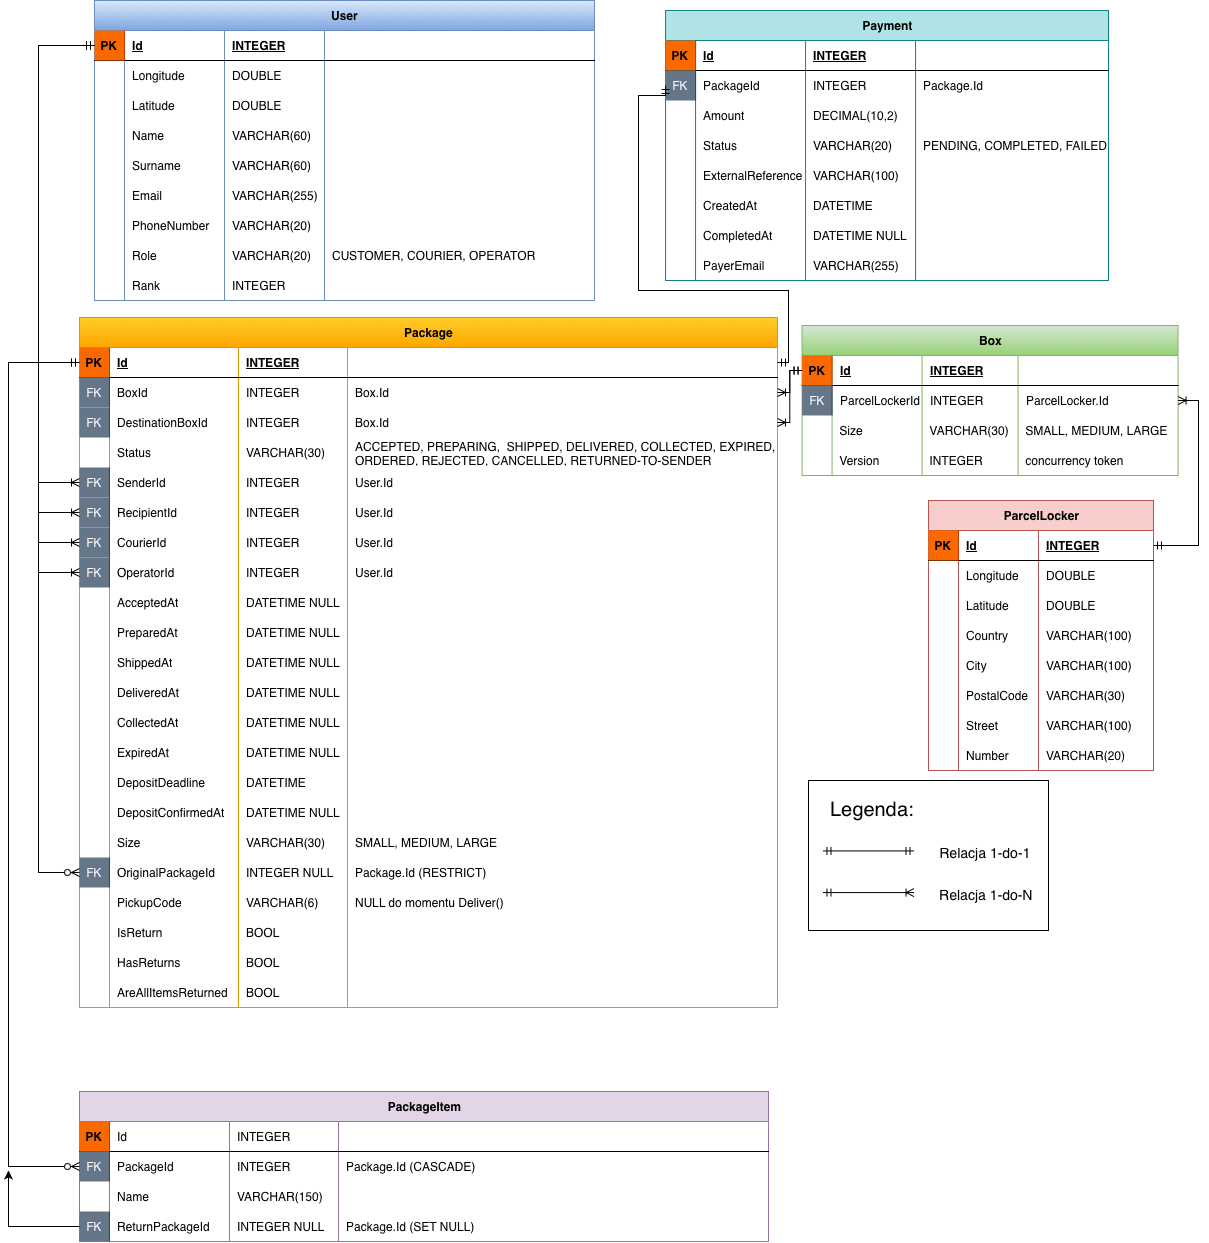 User
PK Id INTEGER
Longitude DOUBLE
Latitude DOUBLE
Name VARCHAR(60)
Surname VARCHAR(60)
Email VARCHAR(255)
PhoneNumber VARCHAR(20)
Role VARCHAR(20) CUSTOMER, COURIER, OPERATOR
Rank INTEGER
Payment
PK Id INTEGER
FK PackageId INTEGER Package.Id
Amount DECIMAL(10,2)
Status VARCHAR(20) PENDING, COMPLETED, FAILED
ExternalReference VARCHAR(100)
CreatedAt DATETIME
CompletedAt DATETIME NULL
PayerEmail VARCHAR(255)
Package
PK Id INTEGER
FK BoxId INTEGER Box.Id
FK DestinationBoxId INTEGER Box.Id
Status VARCHAR(30) ACCEPTED, PREPARING, SHIPPED, DELIVERED, COLLECTED, EXPIRED,
ORDERED, REJECTED, CANCELLED, RETURNED-TO-SENDER
FK SenderId INTEGER User.Id
FK RecipientId INTEGER User.Id
FK CourierId INTEGER User.Id
FK OperatorId INTEGER User.Id
AcceptedAt DATETIME NULL
PreparedAt DATETIME NULL
ShippedAt DATETIME NULL
DeliveredAt DATETIME NULL
CollectedAt DATETIME NULL
ExpiredAt DATETIME NULL
DepositDeadline DATETIME
DepositConfirmedAt DATETIME NULL
Size VARCHAR(30) SMALL, MEDIUM, LARGE
FK OriginalPackageId INTEGER NULL Package.Id (RESTRICT)
PickupCode VARCHAR(6) NULL do momentu Deliver()
IsReturn BOOL
HasReturns BOOL
AreAllItemsReturned BOOL
Box
PK Id INTEGER
FK ParcelLockerId INTEGER ParcelLocker.Id
Size VARCHAR(30) SMALL, MEDIUM, LARGE
Version INTEGER concurrency token
ParcelLocker
PK Id INTEGER
Longitude DOUBLE
Latitude DOUBLE
Country VARCHAR(100)
City VARCHAR(100)
PostalCode VARCHAR(30)
Street VARCHAR(100)
Number VARCHAR(20)
Legenda:
Relacja 1-do-1
Relacja 1-do-N
PackageItem
PK Id INTEGER
FK PackageId INTEGER Package.Id (CASCADE)
Name VARCHAR(150)
FK ReturnPackageId INTEGER NULL Package.Id (SET NULL)